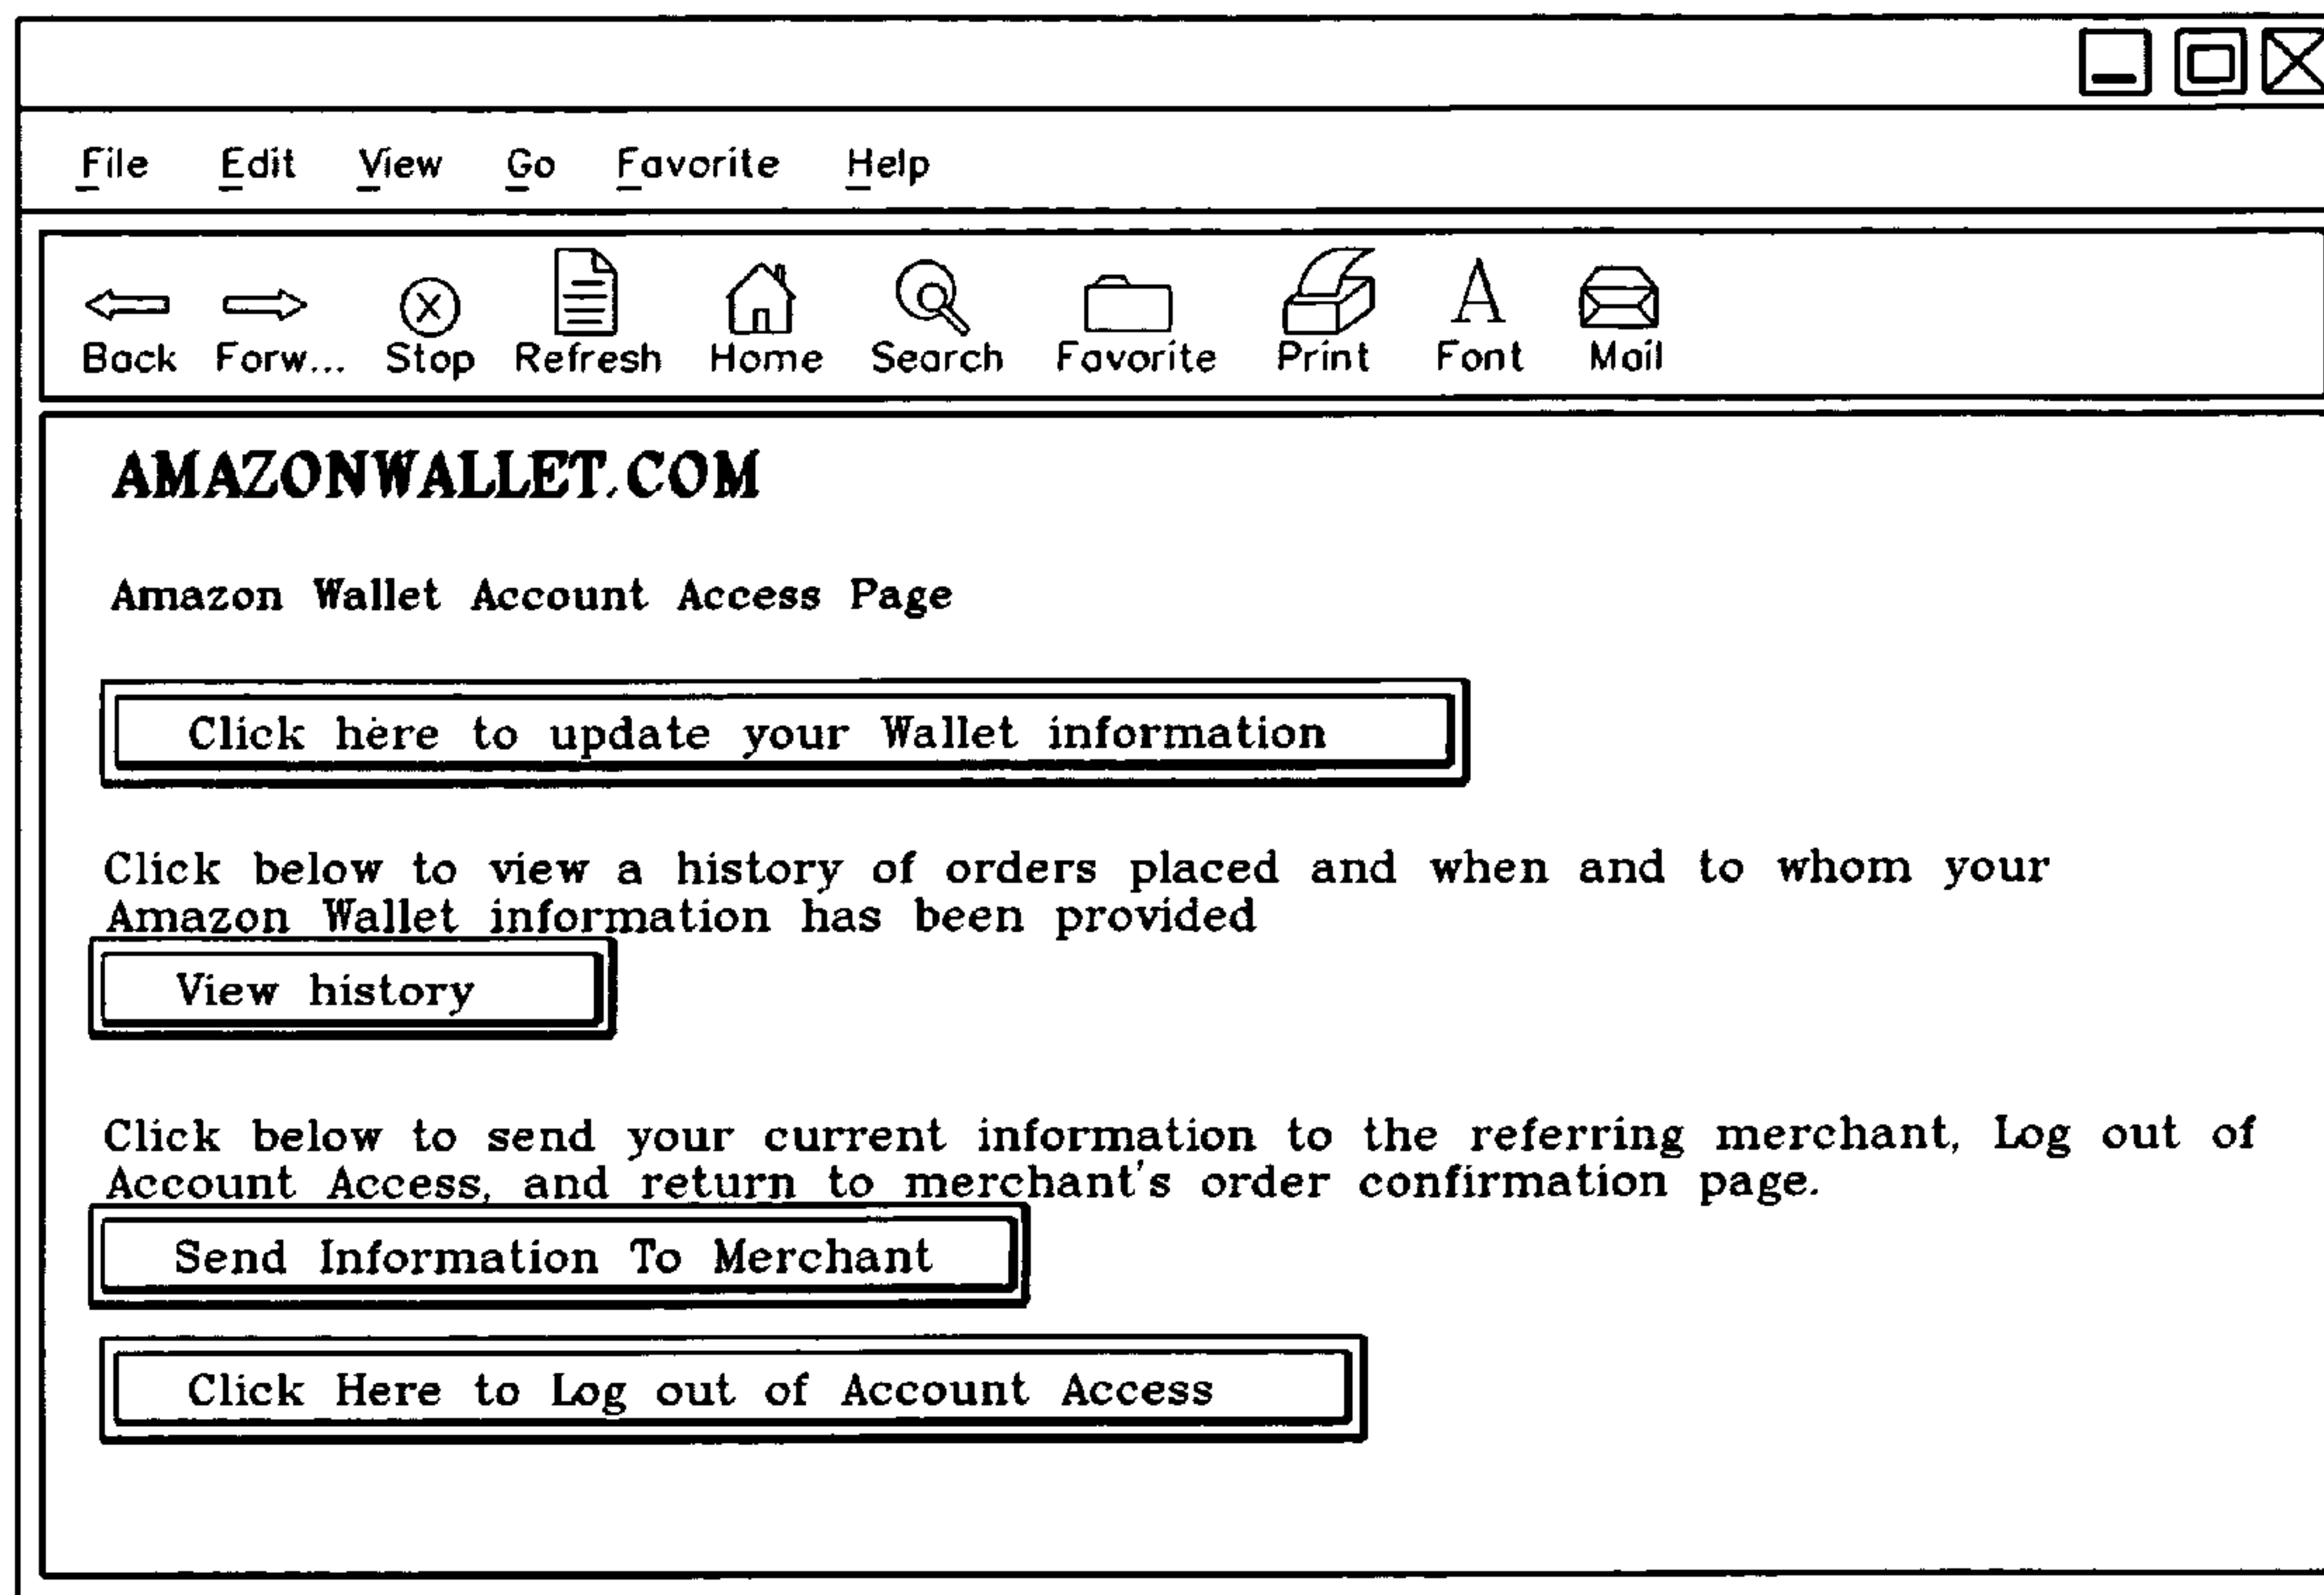 File Edit View Go Favorite Help
Back Forw... Stop Refresh Home Search Favorite Print Font Mail
AMAZONWALLET.COM
Amazon Wallet Account Access Page
Click here to update your Wallet information
Click below to view a history of orders placed and when and to whom your
Amazon Wallet information has been provided
View history
Click below to send your current information to the referring merchant, Log out of
Account Access, and return to merchant's order confirmation page.
Send Information To Merchant
Click Here to Log out of Account Access